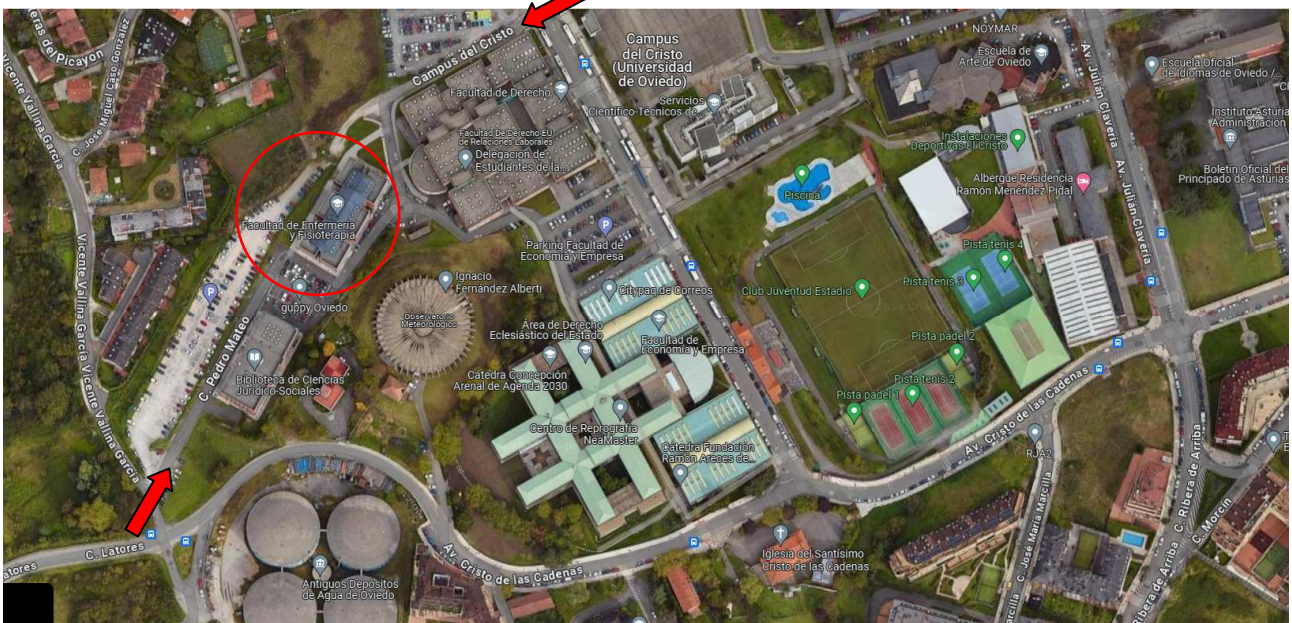 Campus
del Cristo
(Universidad
de Oviedo)
NOYMAR
Escuela de
Arte de Oviedo
Av. Julián Clavería
Escuela Oficial
de Idiomas de Oviedo /...
Campus del Cristo
C. Jose Miguel Caso González
Vicente Vallina García
Facultad de Derecho
Servicios
Científico-Técnicos de...
Instituto Asturia
Administración
Facultad De Derecho EU
de Relaciones Laborales
Delegación de
Estudiantes de la...
Instalaciones
Deportivas El Cristo
Av. Julián Clavería
Albergue Residencia
Ramón Menéndez Pidal
Boletín Oficial del
Principado de Asturias
Piscina
Facultad de Enfermería
y Fisioterapia
Parking Facultad de
Economía y Empresa
Pista tenis 4
Pista tenis 3
Vicente Vallina García
Vicente Vallina García
Ignacio
Fernández Alberti
guppy Oviedo
Citypaq de Correos
Club Juventud Estadio
Observatorio
Meteorológico
Área de Derecho
Eclesiástico del Estado
Facultad de
Economía y Empresa
Pista padel 2
C. Pedro Mateo
Biblioteca de Ciencias
Jurídico-Sociales
Cátedra Concepción
Arenal de Agenda 2030
Pista tenis 2
Pista padel 1
Centro de Reprografía
NeaMaster
Av. Cristo de las Cadenas
Cátedra Fundación
Ramón Areces de...
RJA2
C. Ribera de Arriba
C. Morcín
C. José María Marcilla
C. Latores
Av. Cristo de las Cadenas
Iglesia del Santísimo
Cristo de las Cadenas
Antiguos Depósitos
de Agua de Oviedo